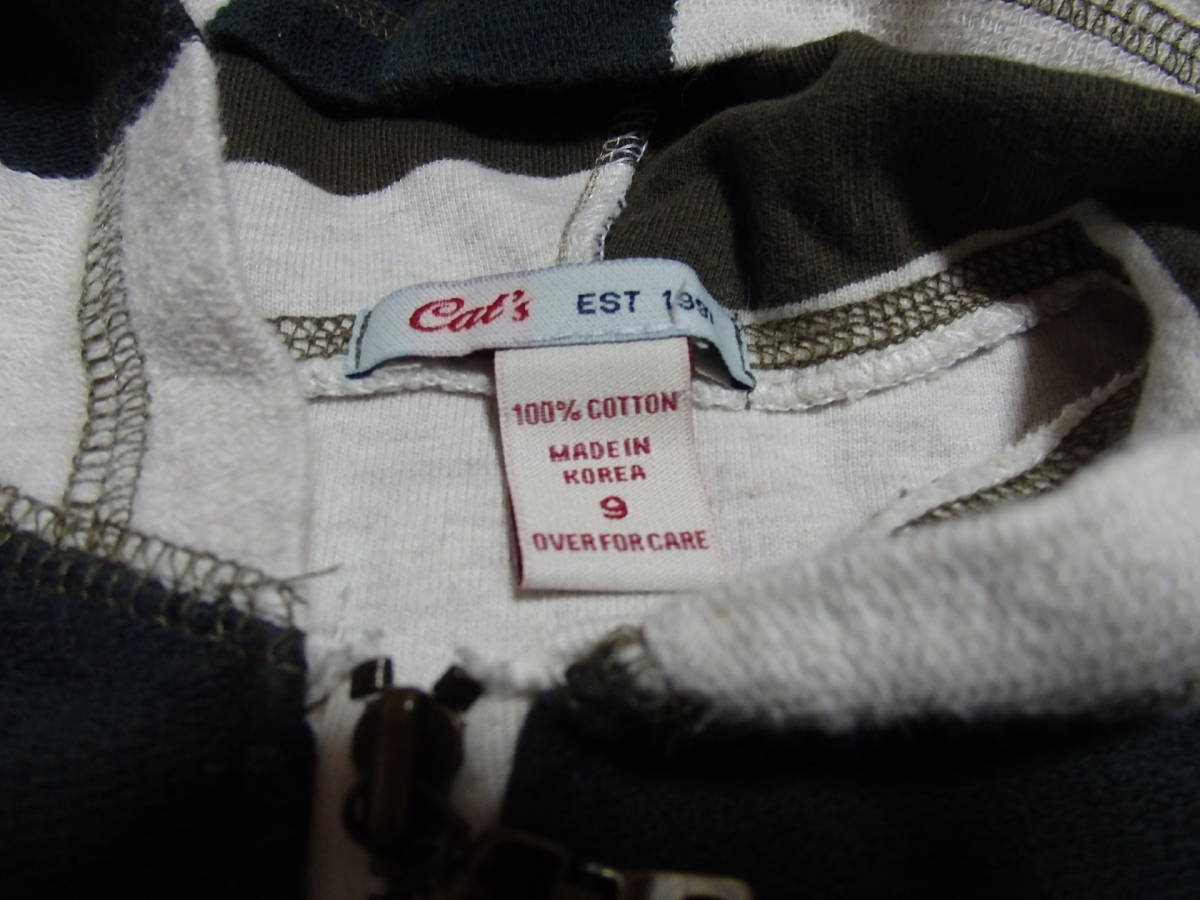 Cat's EST
100% COTTON
MADE IN
KOREA
9
OVER FOR CARE